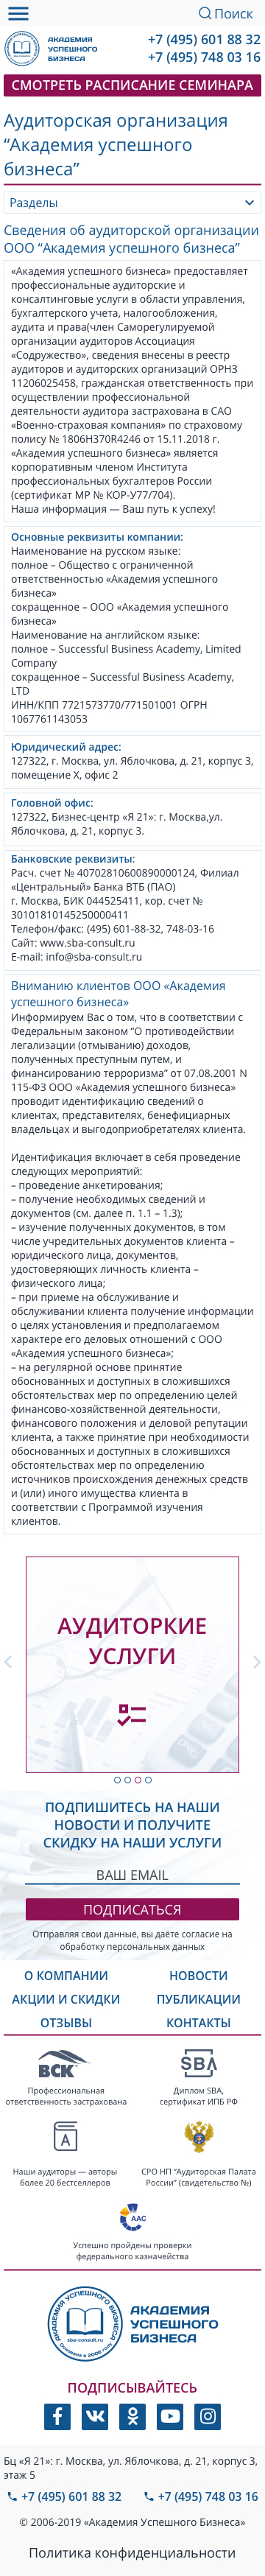 Поиск
АКАДЕМИЯ
УСПЕШНОГО
БИЗНЕСА
+7 (495) 601 88 32
+7 (495) 748 03 16
СМОТРЕТЬ РАСПИСАНИЕ СЕМИНАРА
Аудиторская организация
“Академия успешного
бизнеса”
Разделы
Сведения об аудиторской организации
ООО “Академия успешного бизнеса”
«Академия успешного бизнеса» предоставляет
профессиональные аудиторские и
консалтинговые услуги в области управления,
бухгалтерского учета, налогообложения,
аудита и права(член Саморегулируемой
организации аудиторов Ассоциация
«Содружество», сведения внесены в реестр
аудиторов и аудиторских организаций ОРНЗ
11206025458, гражданская ответственность при
осуществлении профессиональной
деятельности аудитора застрахована в САО
«Военно-страховая компания» по страховому
полису № 1806H370R4246 от 15.11.2018 г.
«Академия успешного бизнеса» является
корпоративным членом Института
профессиональных бухгалтеров России
(сертификат МР № КОР-У77/704).
Наша информация — Ваш путь к успеху!
Основные реквизиты компании:
Наименование на русском языке:
полное – Общество с ограниченной
ответственностью «Академия успешного
бизнеса»
сокращенное – ООО «Академия успешного
бизнеса»
Наименование на английском языке:
полное – Successful Business Academy, Limited
Company
сокращенное – Successful Business Academy,
LTD
ИНН/КПП 7721573770/771501001 ОГРН
1067761143053
Юридический адрес:
127322, г. Москва, ул. Яблочкова, д. 21, корпус 3,
помещение X, офис 2
Головной офис:
127322, Бизнес-центр «Я 21»: г. Москва,ул.
Яблочкова, д. 21, корпус 3.
Банковские реквизиты:
Расч. счет № 40702810600890000124, Филиал
«Центральный» Банка ВТБ (ПАО)
г. Москва, БИК 044525411, кор. счет №
30101810145250000411
Телефон/факс: (495) 601-88-32, 748-03-16
Сайт: www.sba-consult.ru
E-mail: info@sba-consult.ru
Вниманию клиентов ООО «Академия
успешного бизнеса»
Информируем Вас о том, что в соответствии с
Федеральным законом “О противодействии
легализации (отмыванию) доходов,
полученных преступным путем, и
финансированию терроризма” от 07.08.2001 N
115-ФЗ ООО «Академия успешного бизнеса»
проводит идентификацию сведений о
клиентах, представителях, бенефициарных
владельцах и выгодоприобретателях клиента.
Идентификация включает в себя проведение
следующих мероприятий:
– проведение анкетирования;
– получение необходимых сведений и
документов (см. далее п. 1.1 – 1.3);
– изучение полученных документов, в том
числе учредительных документов клиента –
юридического лица, документов,
удостоверяющих личность клиента –
физического лица;
– при приеме на обслуживание и
обслуживании клиента получение информации
о целях установления и предполагаемом
характере его деловых отношений с ООО
«Академия успешного бизнеса»;
– на регулярной основе принятие
обоснованных и доступных в сложившихся
обстоятельствах мер по определению целей
финансово-хозяйственной деятельности,
финансового положения и деловой репутации
клиента, а также принятие при необходимости
обоснованных и доступных в сложившихся
обстоятельствах мер по определению
источников происхождения денежных средств
и (или) иного имущества клиента в
соответствии с Программой изучения
клиентов.
АУДИТОРКИЕ
УСЛУГИ
ПОДПИШИТЕСЬ НА НАШИ
НОВОСТИ И ПОЛУЧИТЕ
СКИДКУ НА НАШИ УСЛУГИ
ВАШ EMAIL
ПОДПИСАТЬСЯ
Отправляя свои данные, вы даёте согласие на
обработку персональных данных
О КОМПАНИИ НОВОСТИ
АКЦИИ И СКИДКИ ПУБЛИКАЦИИ
ОТЗЫВЫ КОНТАКТЫ
ВСК SBA
Профессиональная
ответственность застрахована
Диплом SBA,
сертификат ИПБ РФ
Наши аудиторы — авторы
более 20 бестселлеров
СРО НП “Аудиторская Палата
России” (свидетельство №)
ААС
Успешно пройдены проверки
федерального казначейства
АКАДЕМИЯ УСПЕШНОГО БИЗНЕСА
sba-consult.ru
Основана в 2006 году
АКАДЕМИЯ
УСПЕШНОГО
БИЗНЕСА
ПОДПИСЫВАЙТЕСЬ
Бц «Я 21»: г. Москва, ул. Яблочкова, д. 21, корпус 3,
этаж 5
+7 (495) 601 88 32 +7 (495) 748 03 16
© 2006-2019 «Академия Успешного Бизнеса»
Политика конфиденциальности